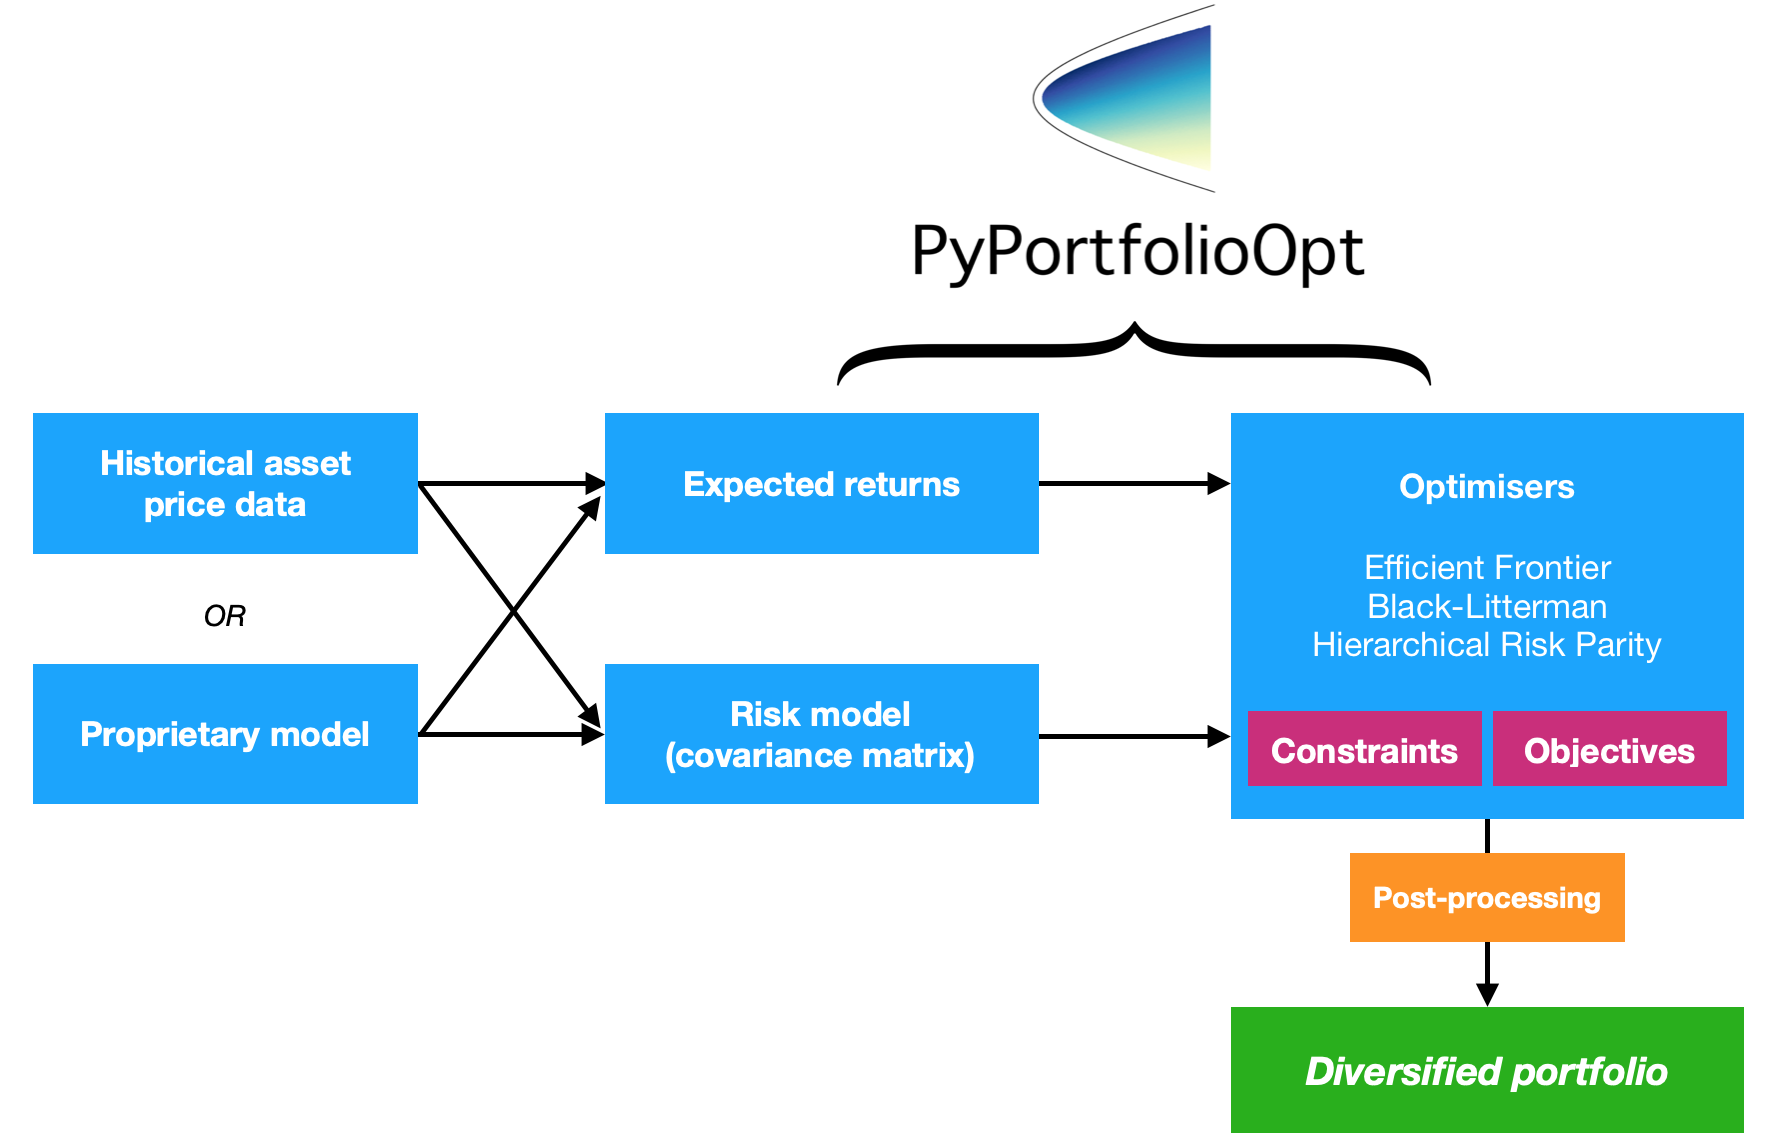 PyPortfolioOpt
Historical asset
price data
OR
Proprietary model
Expected returns
Risk model
(covariance matrix)
Optimisers
Efficient Frontier
Black-Litterman
Hierarchical Risk Parity
Constraints
Objectives
Post-processing
Diversified portfolio